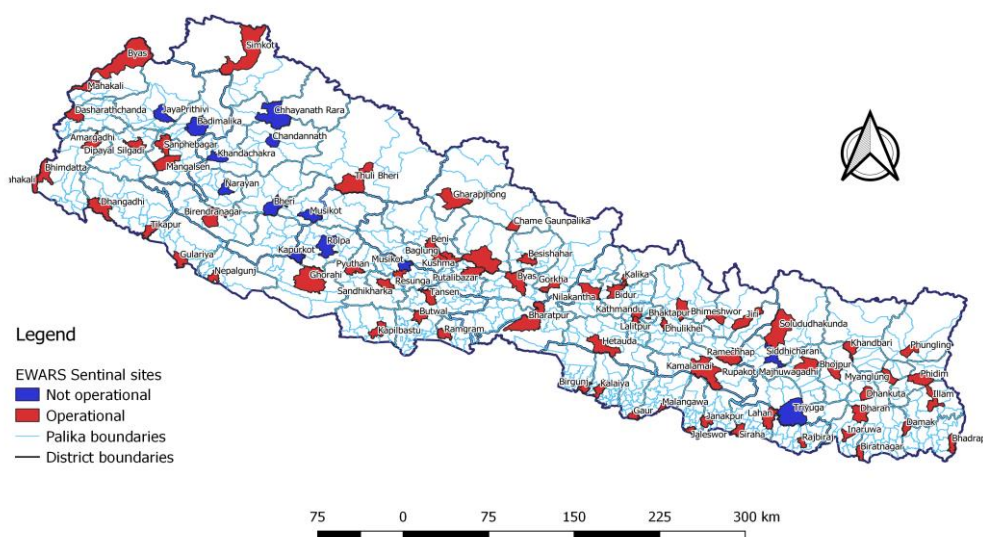 Simkot
Byas
Mahakali
Dasharathchanda
JayaPrithivi
Chhayanath Rara
Badimalika
Amargadhi
Sanphebagar
Chandannath
Dipayal Silgadi
Khandachakra
Mangalsen
Bhimdatta
Thuli Bheri
Narayan
Gharapjhong
Dhangadhi
Bheri
Musikot
Birendranagar
Chame Gaunpalika
Tikapur
Rolpa
Beni
Kapurkot
Baglung
Gulariya
Musikot
Kushma
Besishahar
Pyuthan
Nepalgunj
Ghorahi
Resunga
Putalibazar
Byas
Gorkha
Kalika
Sandhikharka
Tansen
Nilakantha
Bidur
Butwal
Kathmandu
Bhaktapur
Bhimeshwor
Jiri
Bharatpur
Lalitpur
Dhulikhel
Solududhakunda
Kapilbastu
Ramgram
Hetauda
Khandbari
Phungling
Ramechhap
Siddhicharan
Kamalamai
Rupakot
Majhuwagadhi
Bhojpur
Myanglung
Phidim
Birgunj
Kalaiya
Dhankuta
Illam
Malangawa
Gaur
Janakpur
Lahan
Triyuga
Dharan
Damak
Jaleswor
Siraha
Rajbiraj
Inaruwa
Biratnagar
Legend
EWARS Sentinal sites
Not operational
Operational
Palika boundaries
District boundaries
75 0 75 150 225 300 km